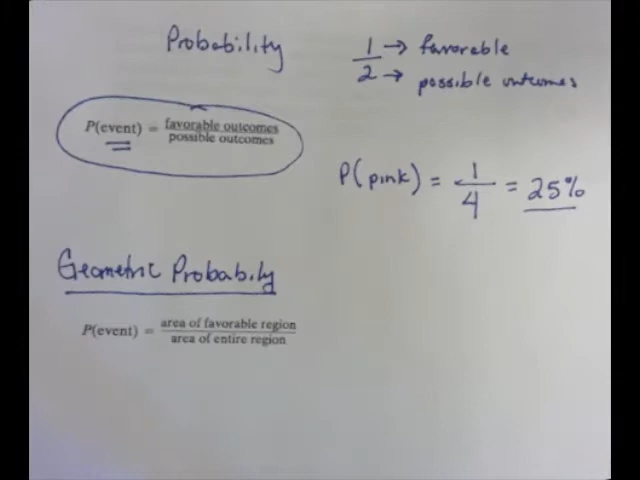 Probability
1 → favorable
2 → possible outcomes
P(event) = favorable outcomes
possible outcomes
P(pink) = 1/4 = 25%
Geometric Probabily
P(event) = area of favorable region
area of entire region